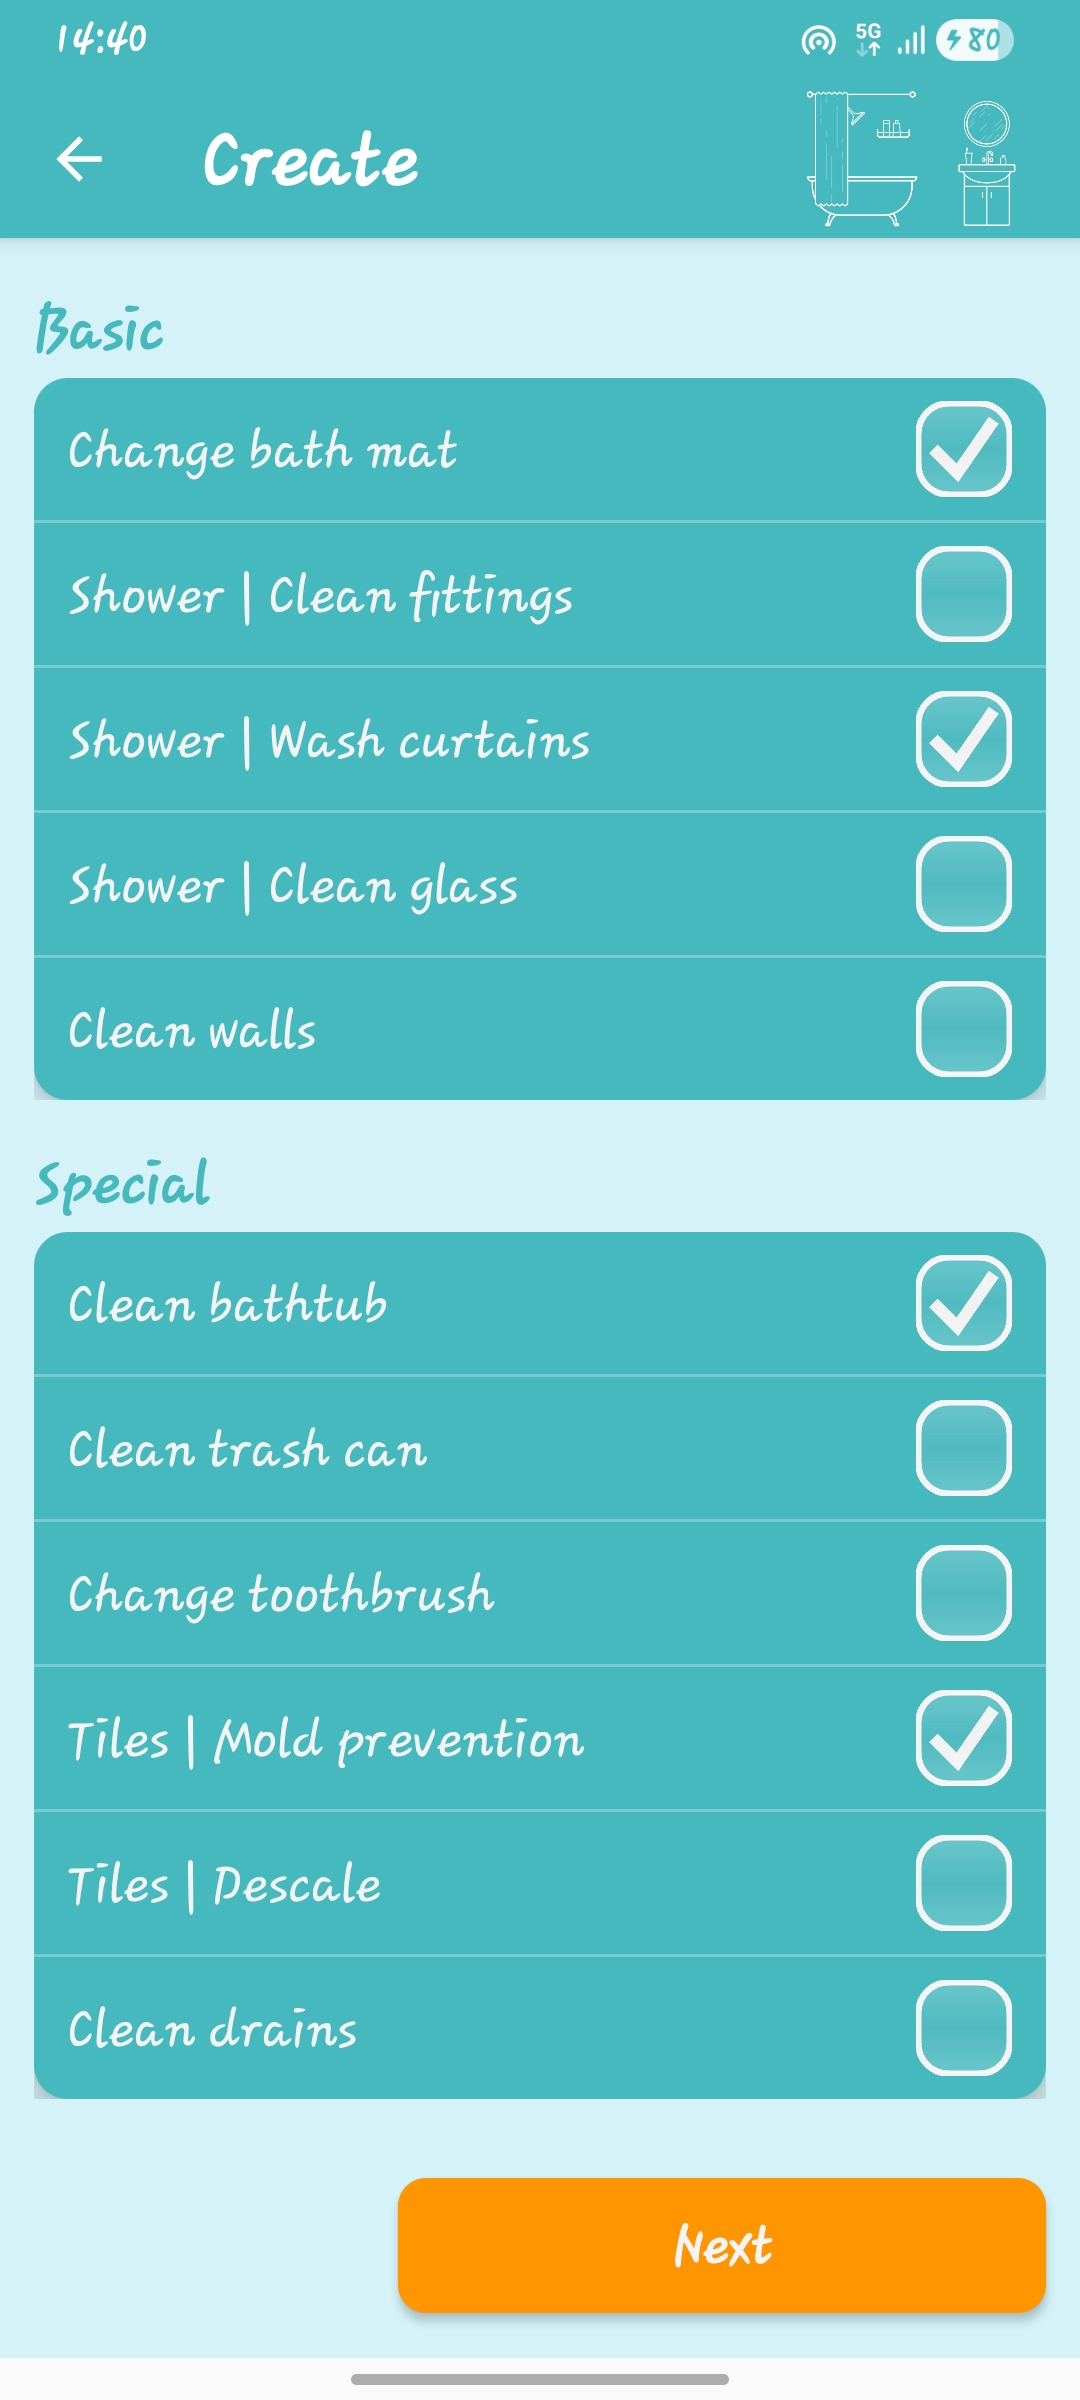 14:40
5G
80
Create
Basic
Change bath mat
Shower | Clean fittings
Shower | Wash curtains
Shower | Clean glass
Clean walls
Special
Clean bathtub
Clean trash can
Change toothbrush
Tiles | Mold prevention
Tiles | Descale
Clean drains
Next